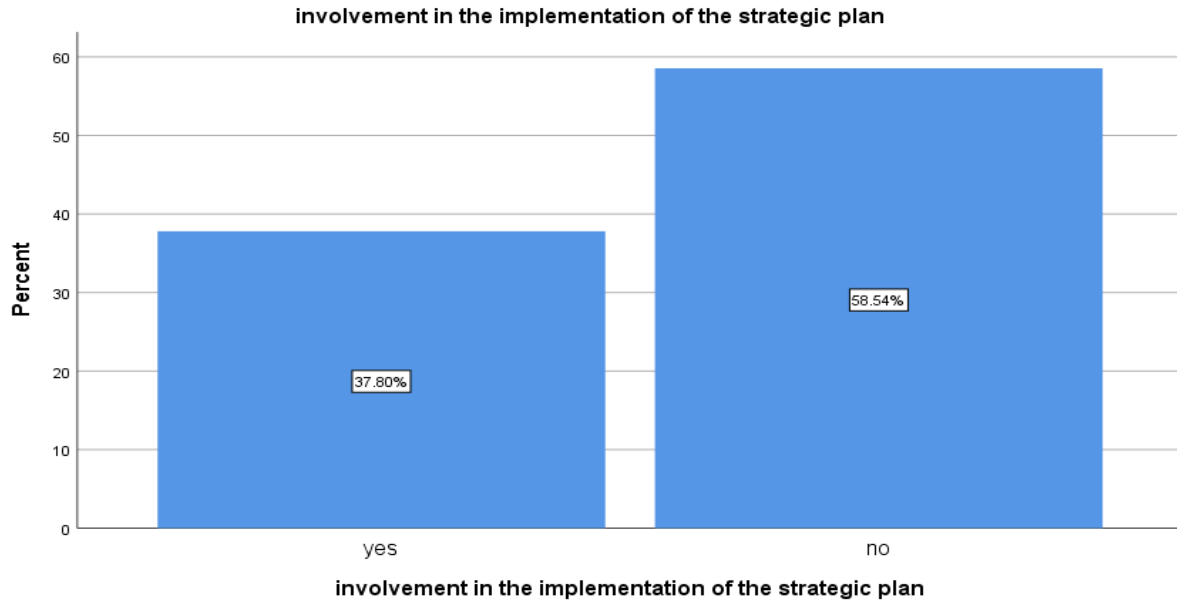 involvement in the implementation of the strategic plan
Percent
60
50
40
30
20
10
0
37.80%
58.54%
yes
no
involvement in the implementation of the strategic plan